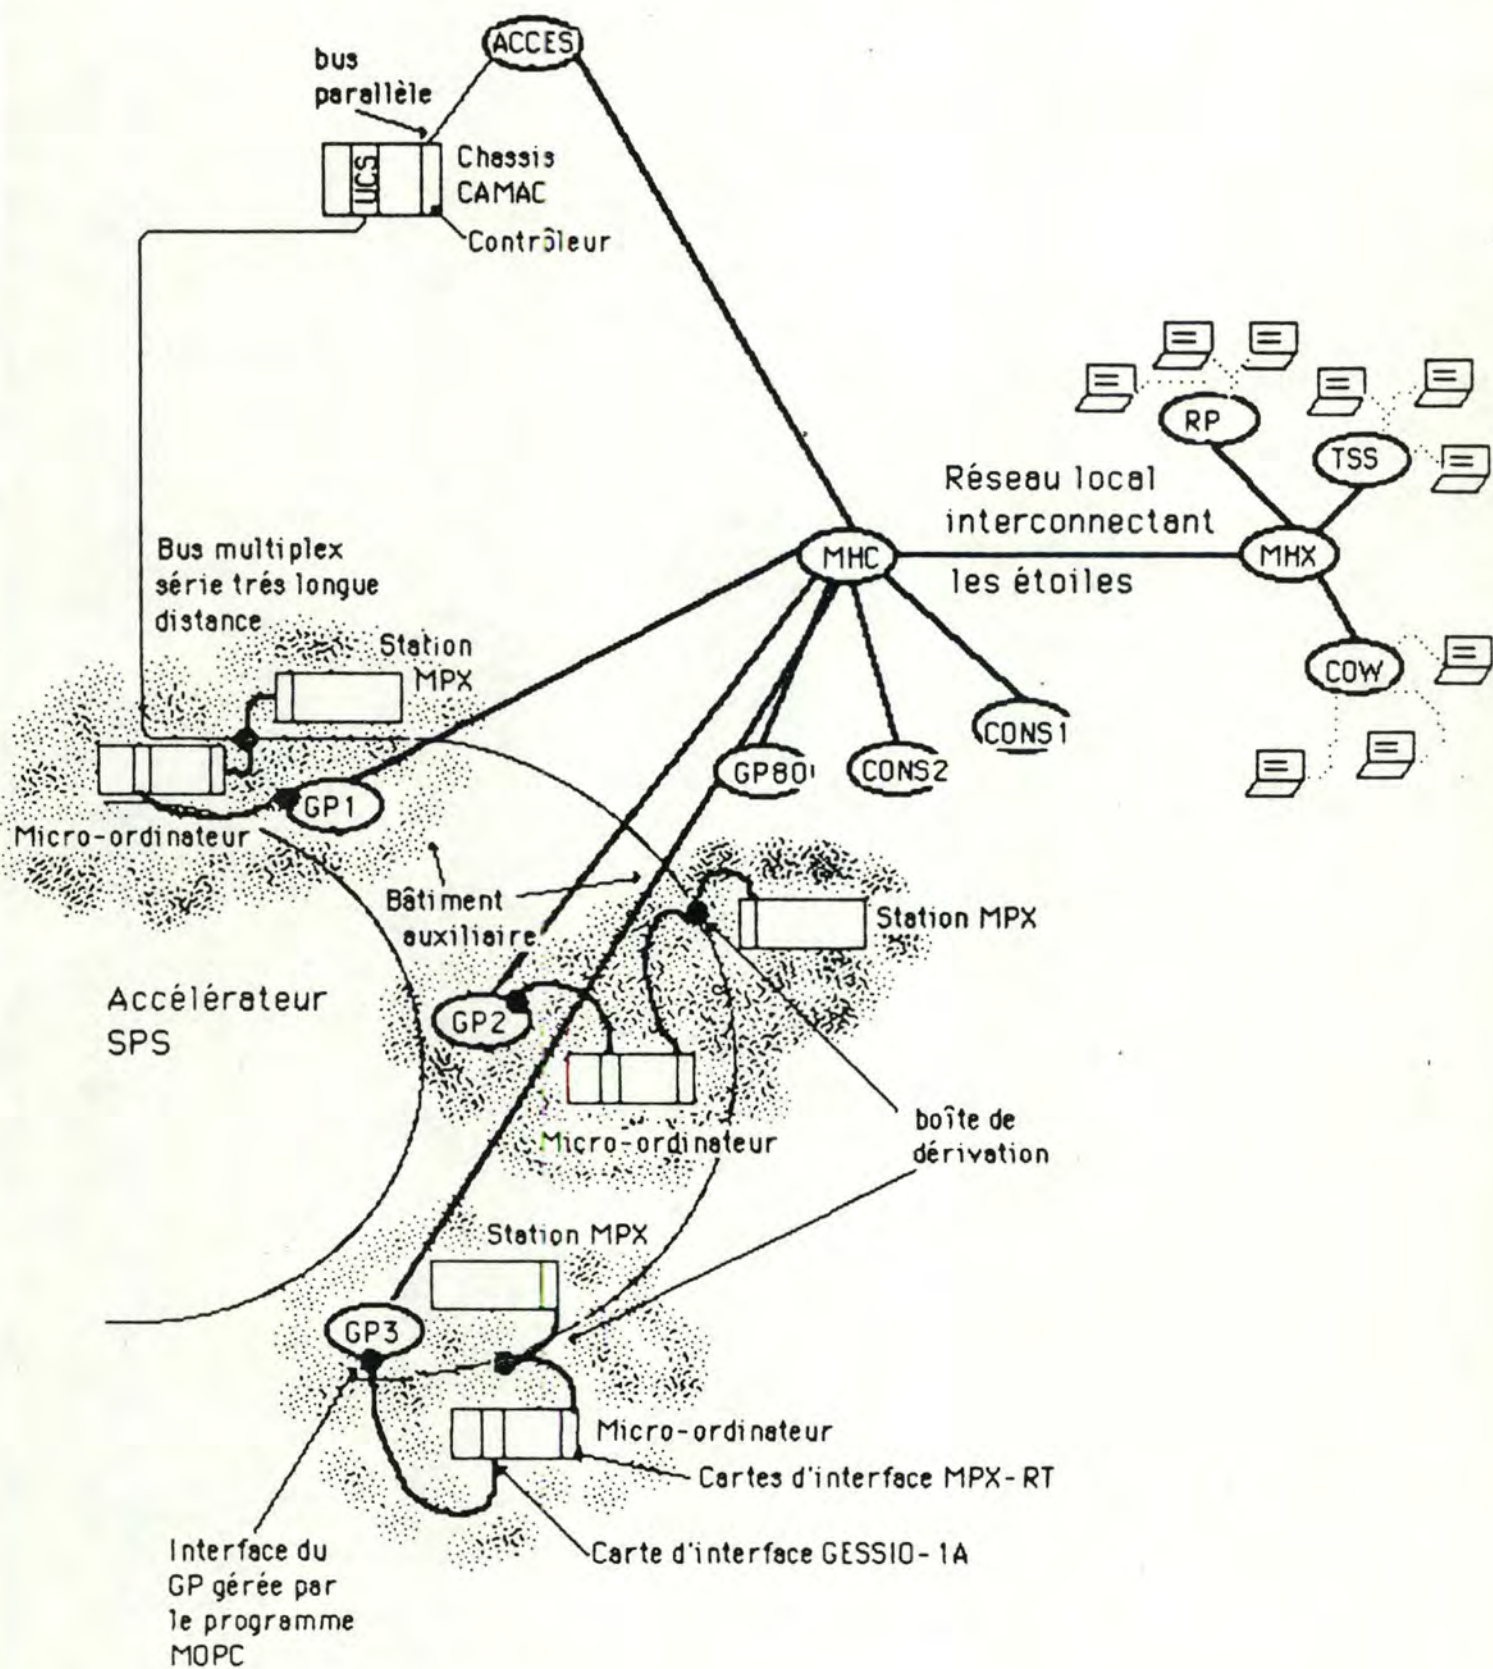 ACCES
bus
parallèle
UCS
Chassis
CAMAC
Contrôleur
RP
TSS
Réseau local
interconnectant
les étoiles
MHC
MHX
COW
Bus multiplex
série trés longue
distance
Station
MPX
CONS1
GP80
CONS2
GP1
Micro-ordinateur
Bâtiment
auxiliaire
Station MPX
Accélérateur
SPS
GP2
Micro-ordinateur
boîte de
dérivation
Station MPX
GP3
Micro-ordinateur
Cartes d'interface MPX-RT
Carte d'interface GESSIO-1A
Interface du
GP gérée par
le programme
MOPC